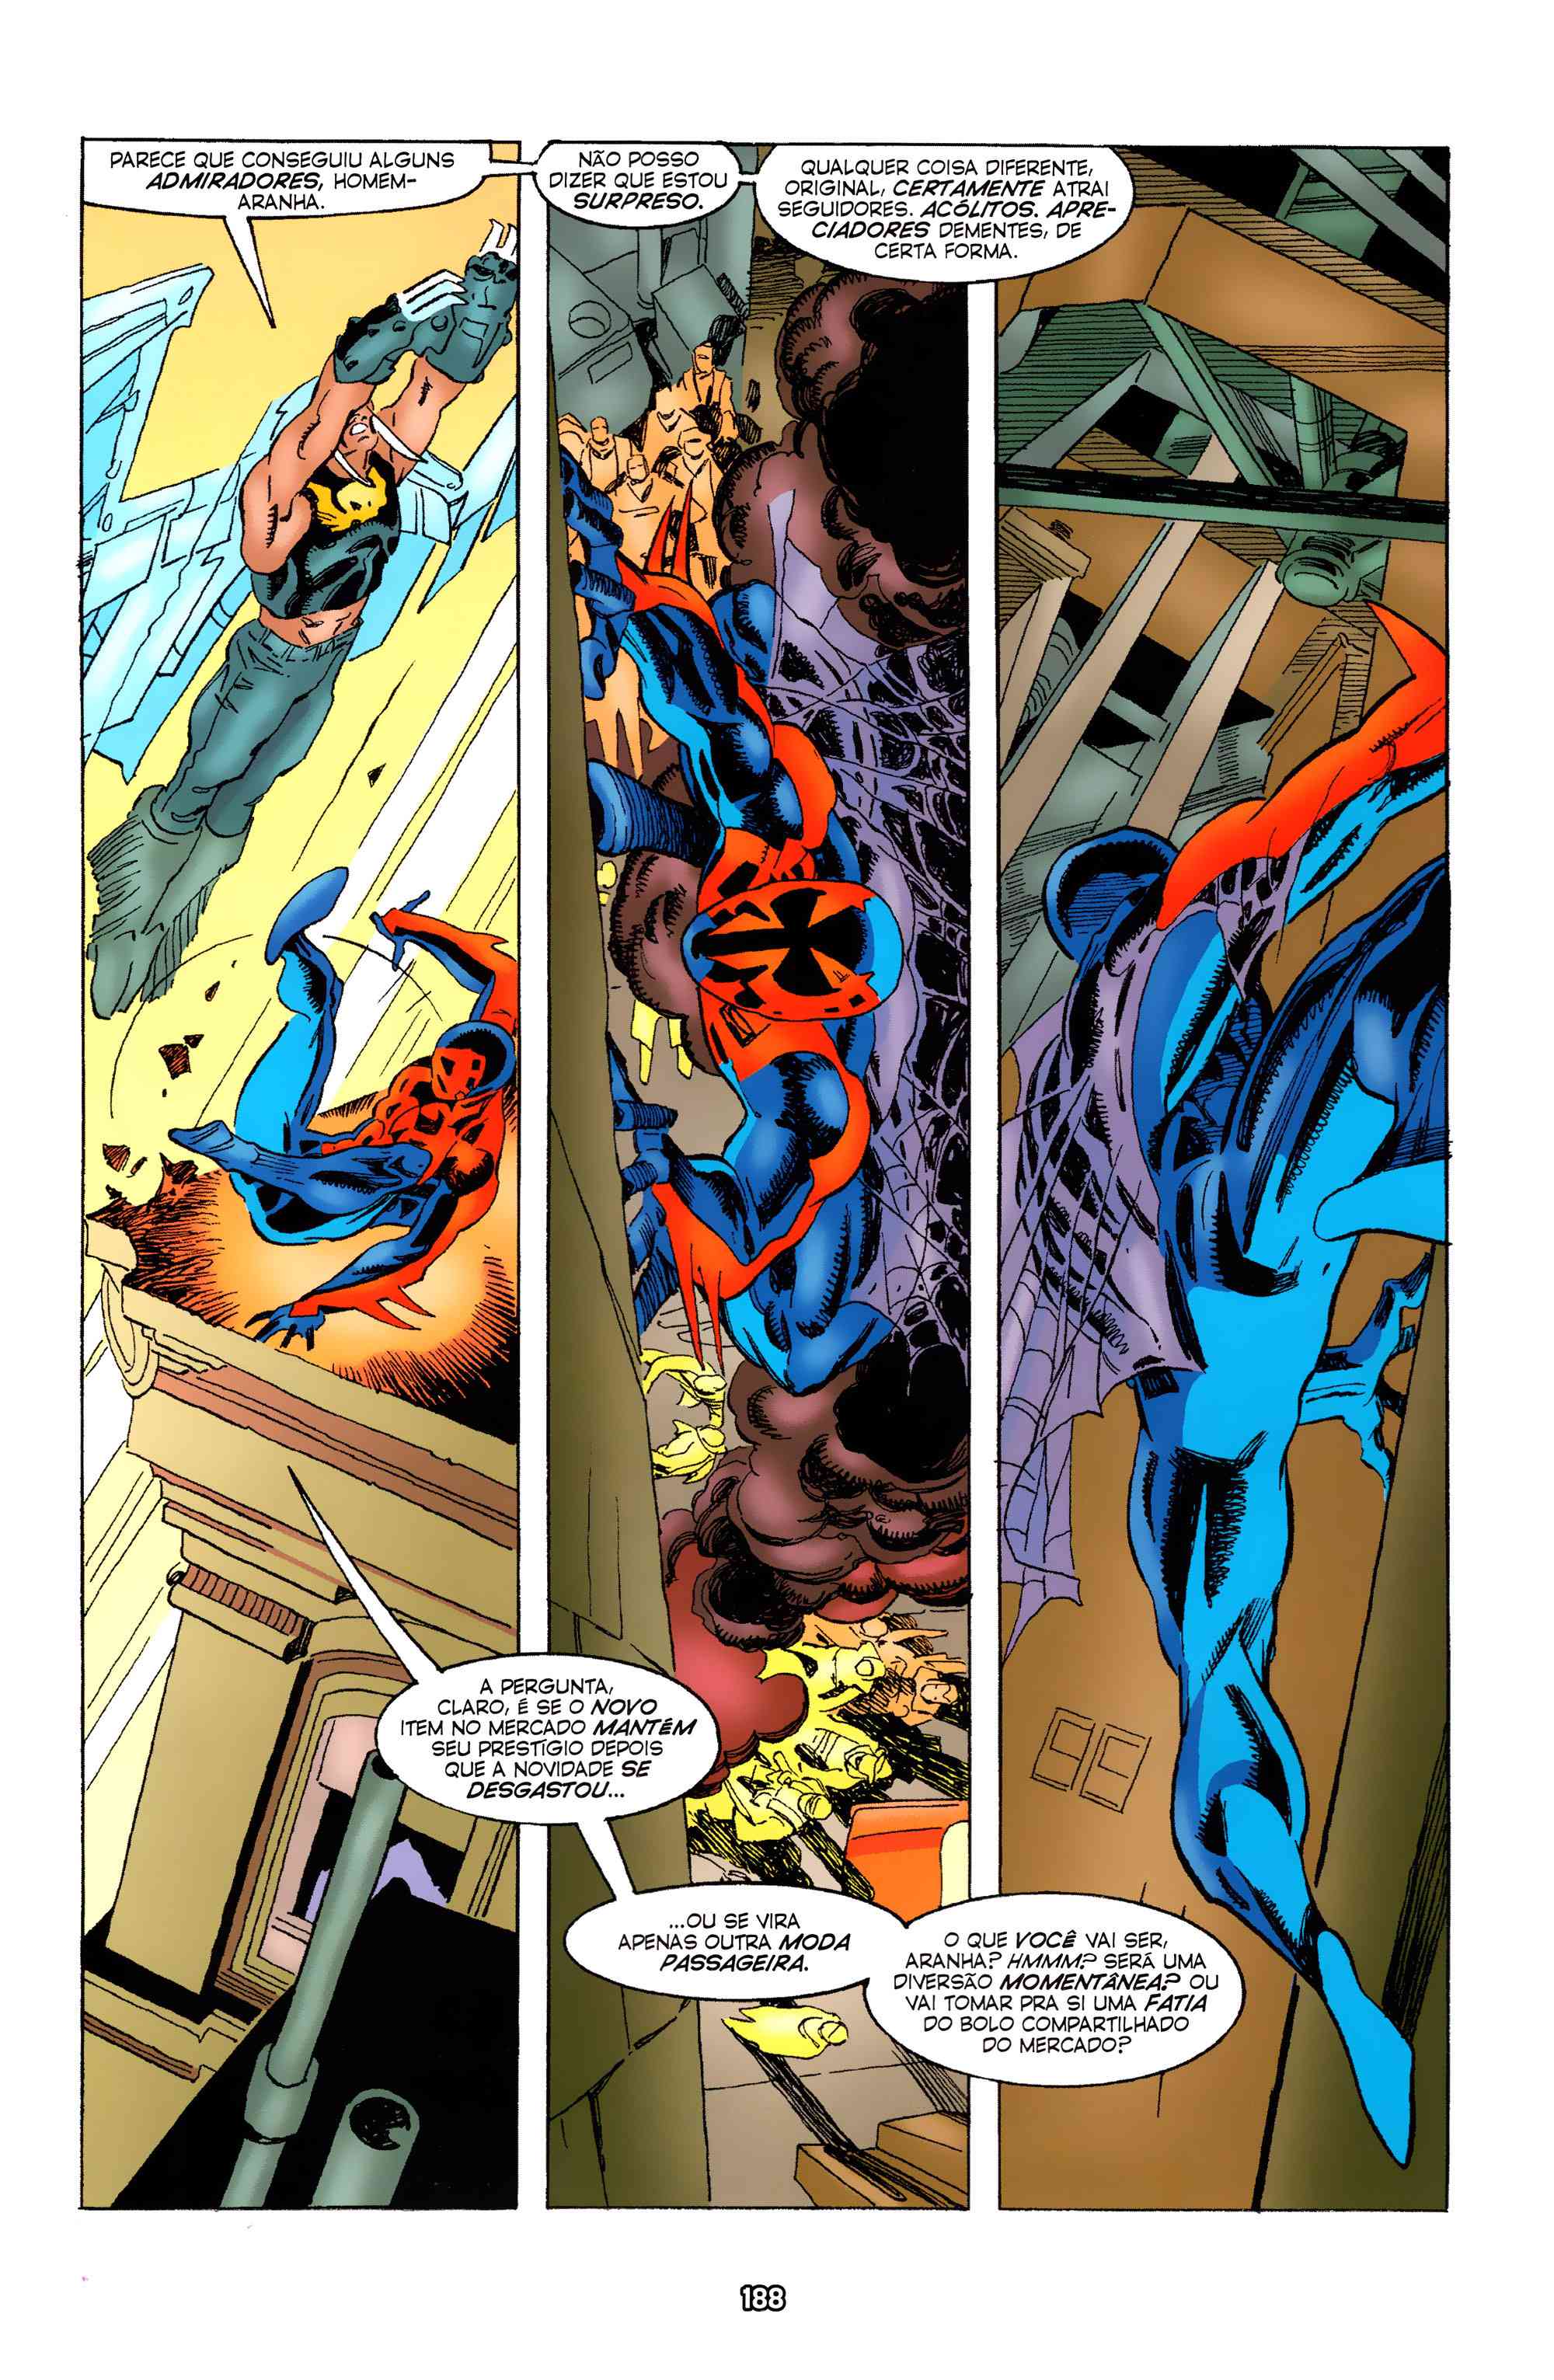 PARECE QUE CONSEGUIU ALGUNS
ADMIRADORES, HOMEM-
ARANHA.
NÃO POSSO
DIZER QUE ESTOU
SURPRESO.
QUALQUER COISA DIFERENTE,
ORIGINAL, CERTAMENTE ATRAI
SEGUIDORES. ACÓLITOS. APRE-
CIADORES DEMENTES, DE
CERTA FORMA.
A PERGUNTA,
CLARO, É SE O NOVO
ITEM NO MERCADO MANTÉM
SEU PRESTÍGIO DEPOIS
QUE A NOVIDADE SE
DESGASTOU...
...OU SE VIRA
APENAS OUTRA MODA
PASSAGEIRA.
O QUE VOCÊ VAI SER,
ARANHA? HMMM? SERÁ UMA
DIVERSÃO MOMENTÂNEA? OU
VAI TOMAR PRA SI UMA FATIA
DO BOLO COMPARTILHADO
DO MERCADO?
188